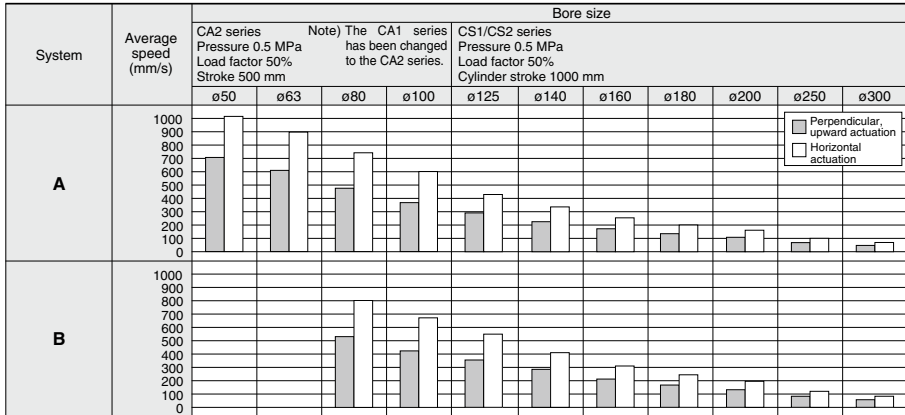 Bore size
System
Average
speed
(mm/s)
CA2 series
Pressure 0.5 MPa
Load factor 50%
Stroke 500 mm
Note) The CA1 series
has been changed
to the CA2 series.
CS1/CS2 series
Pressure 0.5 MPa
Load factor 50%
Cylinder stroke 1000 mm
ø50 ø63 ø80 ø100 ø125 ø140 ø160 ø180 ø200 ø250 ø300
A
1000
900
800
700
600
500
400
300
200
100
0
Perpendicular,
upward actuation
Horizontal
actuation
B
1000
900
800
700
600
500
400
300
200
100
0